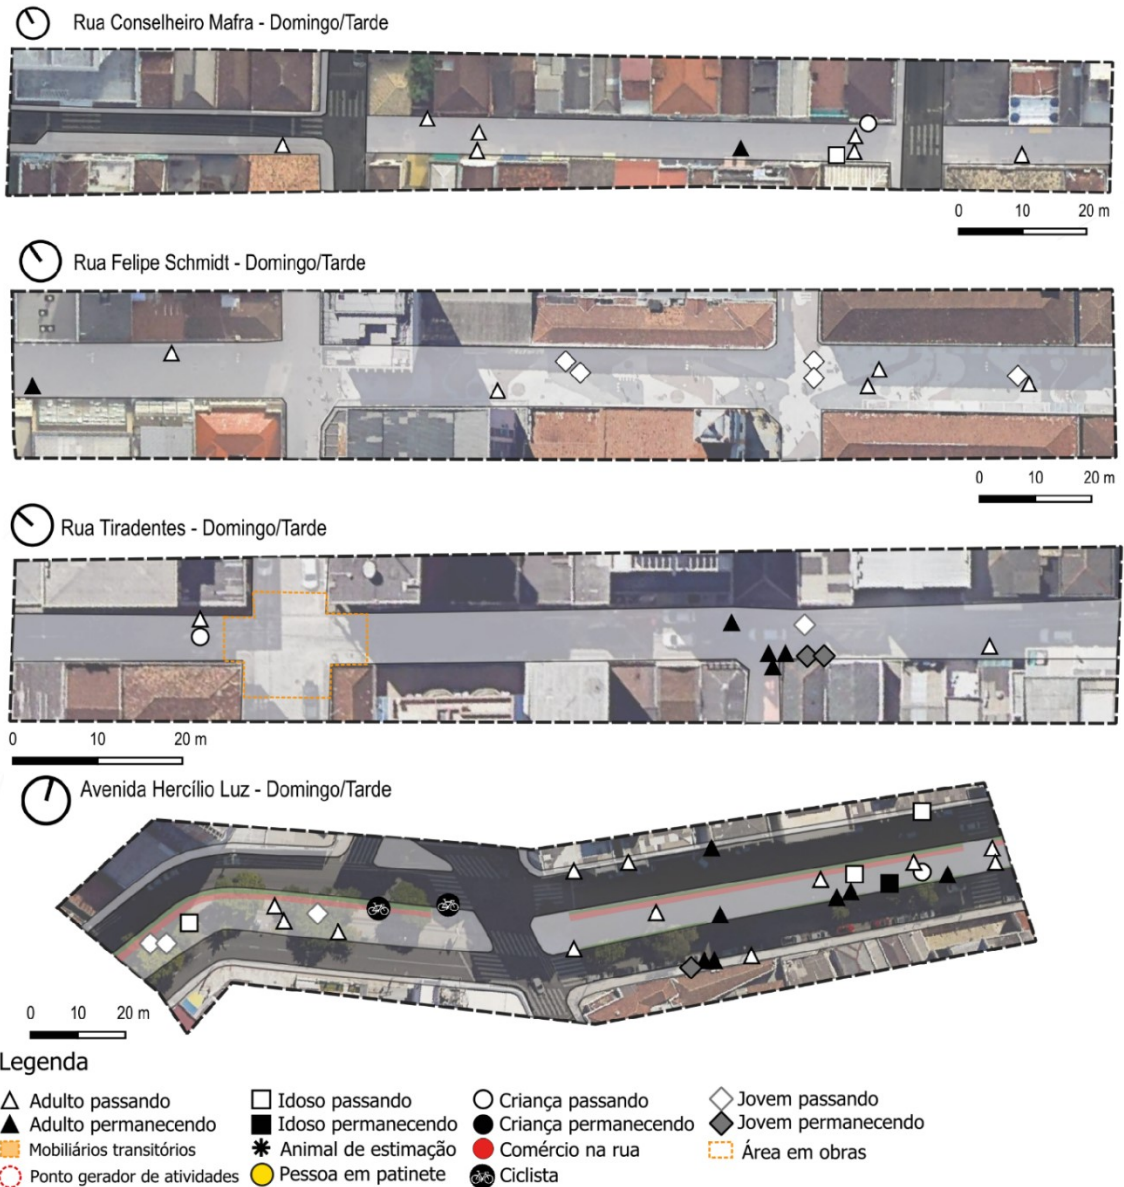 Rua Conselheiro Mafra - Domingo/Tarde
0 10 20 m
Rua Felipe Schmidt - Domingo/Tarde
0 10 20 m
Rua Tiradentes - Domingo/Tarde
0 10 20 m
Avenida Hercílio Luz - Domingo/Tarde
0 10 20 m
Legenda
Adulto passando Idoso passando Criança passando Jovem passando
Adulto permanecendo Idoso permanecendo Criança permanecendo Jovem permanecendo
Mobiliários transitórios Animal de estimação Comércio na rua Área em obras
Ponto gerador de atividades Pessoa em patinete Ciclista